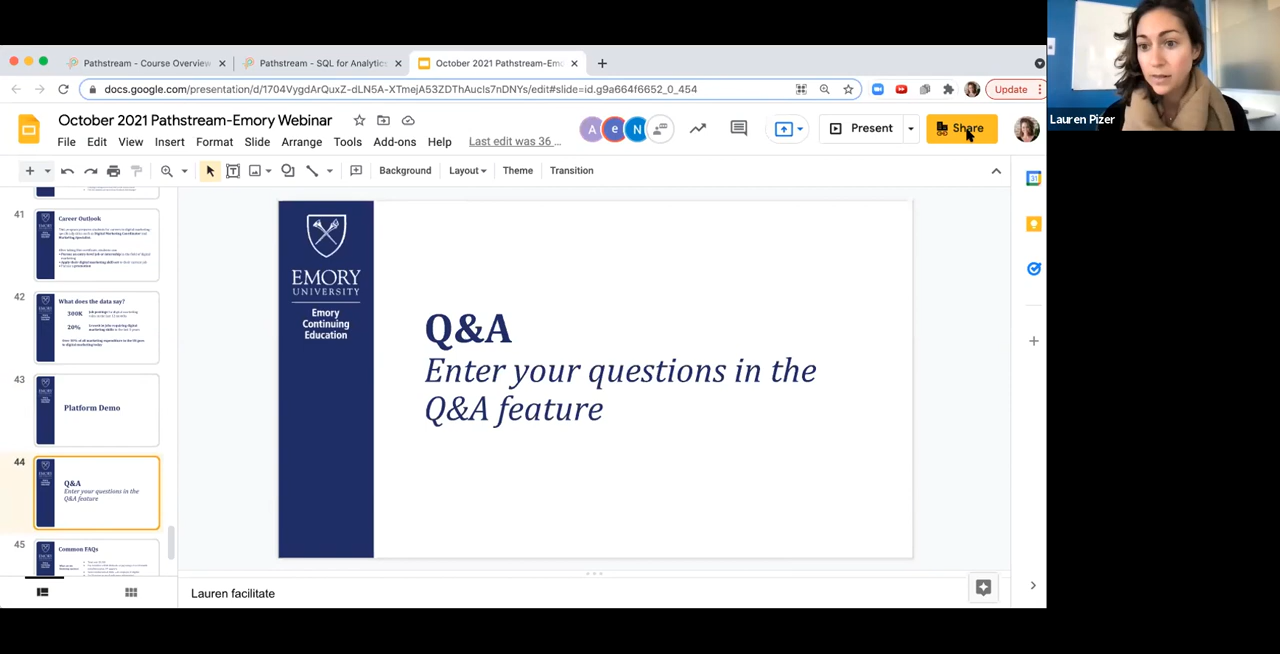 Pathstream - Course Overview
Pathstream - SQL for Analytics
October 2021 Pathstream-Emo
docs.google.com/presentation/d/1704VygdArQuxZ-dLN5A-XTmejA53ZDThAucIs7nDNYs/edit#slide=id.g9a664f6652_0_454
Update
Lauren Pizer
October 2021 Pathstream-Emory Webinar
A e N
Present
Share
File Edit View Insert Format Slide Arrange Tools Add-ons Help Last edit was 36 ...
Background Layout Theme Transition
31
41
Career Outlook
42
What does the data say?
300K
20%
43
Platform Demo
44
Q&A
Enter your questions in the
Q&A feature
45
Common FAQs
EMORY
UNIVERSITY
Emory
Continuing
Education
Q&A
Enter your questions in the
Q&A feature
Lauren facilitate